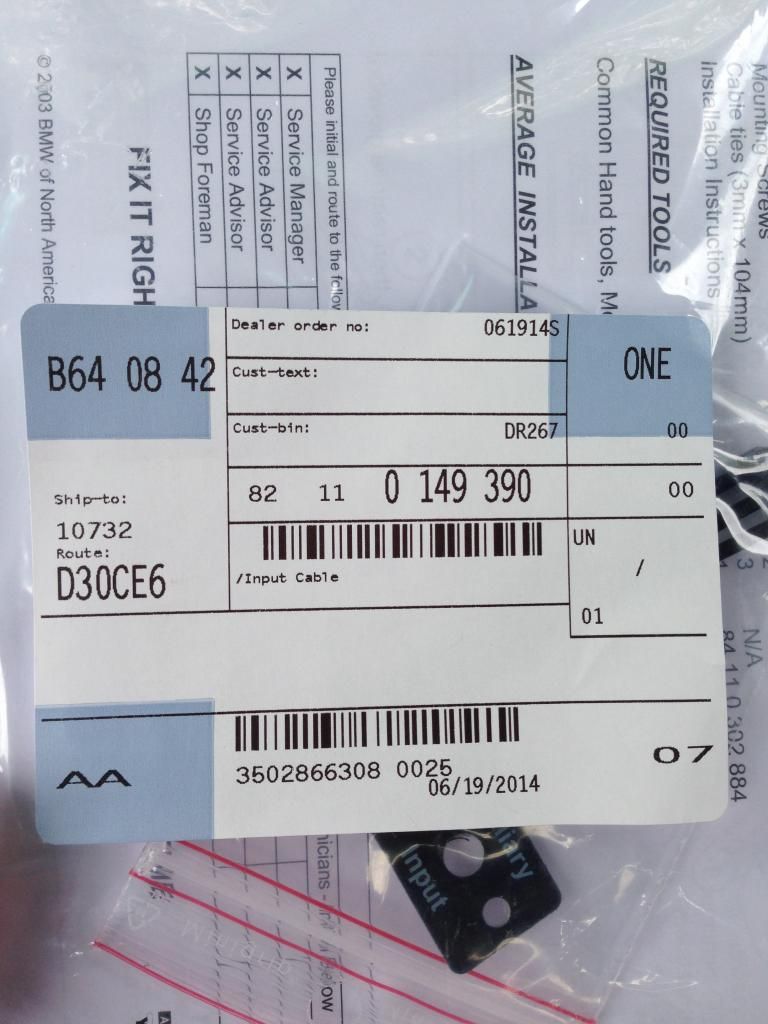 Mounting Screws
Cable ties (3mm x 104mm)
Installation Instructions
REQUIRED TOOLS
Common Hand tools,
AVERAGE INSTALLA
Please initial and route to the
X Service Manager
X Service Advisor
X Service Advisor
X Shop Foreman
FIX IT RIGH
© 2003 BMW of North America
B64 08 42
Dealer order no: 061914S
ONE
Cust-text:
Cust-bin: DR267
00
Ship-to:
10732
Route:
D30CE6
82 11 0 149 390
00
/Input Cable
UN
/
01
AA
3502866308 0025
06/19/2014
07
N/A
84 11 0 302 884
Input